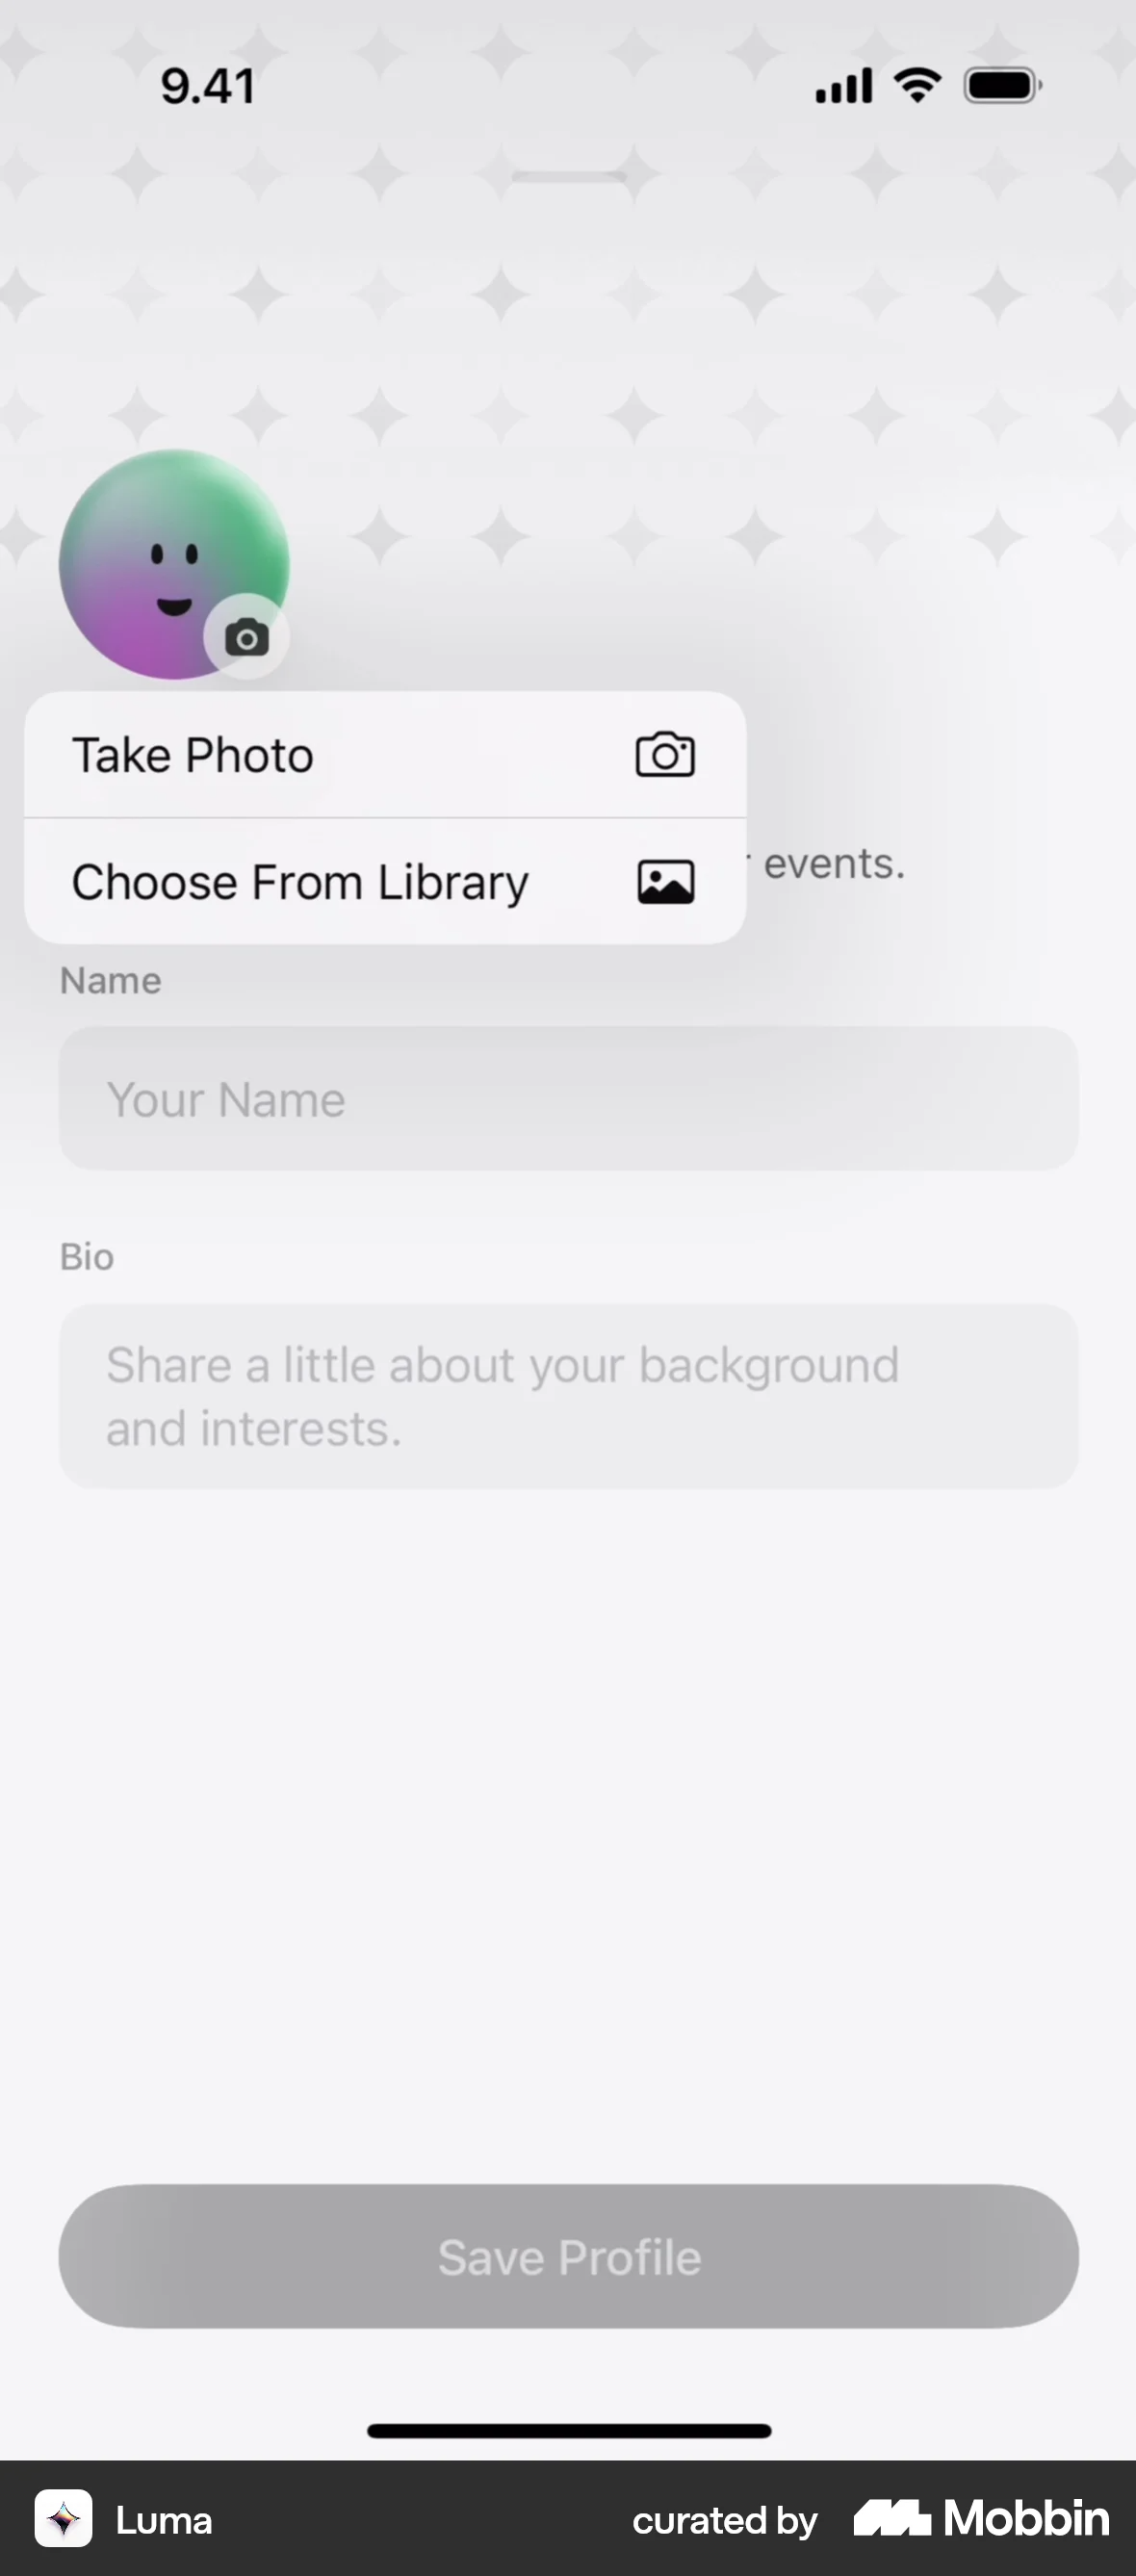 9.41
Take Photo
Choose From Library
events.
Name
Your Name
Bio
Share a little about your background
and interests.
Save Profile
Luma
curated by Mobbin